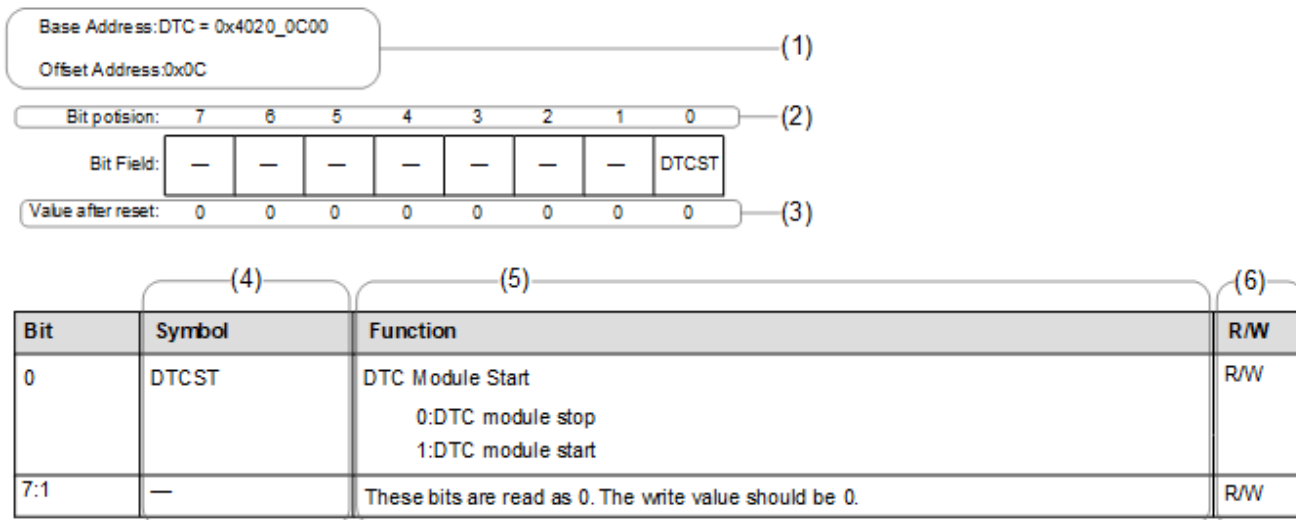 Base Address:DTC = 0x4020_0C00
(1)
Offset Address:0x0C
Bit potision: 7 6 5 4 3 2 1 0 (2)
Bit Field: — — — — — — — DTCST
Value after reset: 0 0 0 0 0 0 0 0 (3)
(4) (5) (6)
Bit Symbol Function R/W
0 DTCST DTC Module Start R/W
0:DTC module stop
1:DTC module start
7:1 — These bits are read as 0. The write value should be 0. R/W